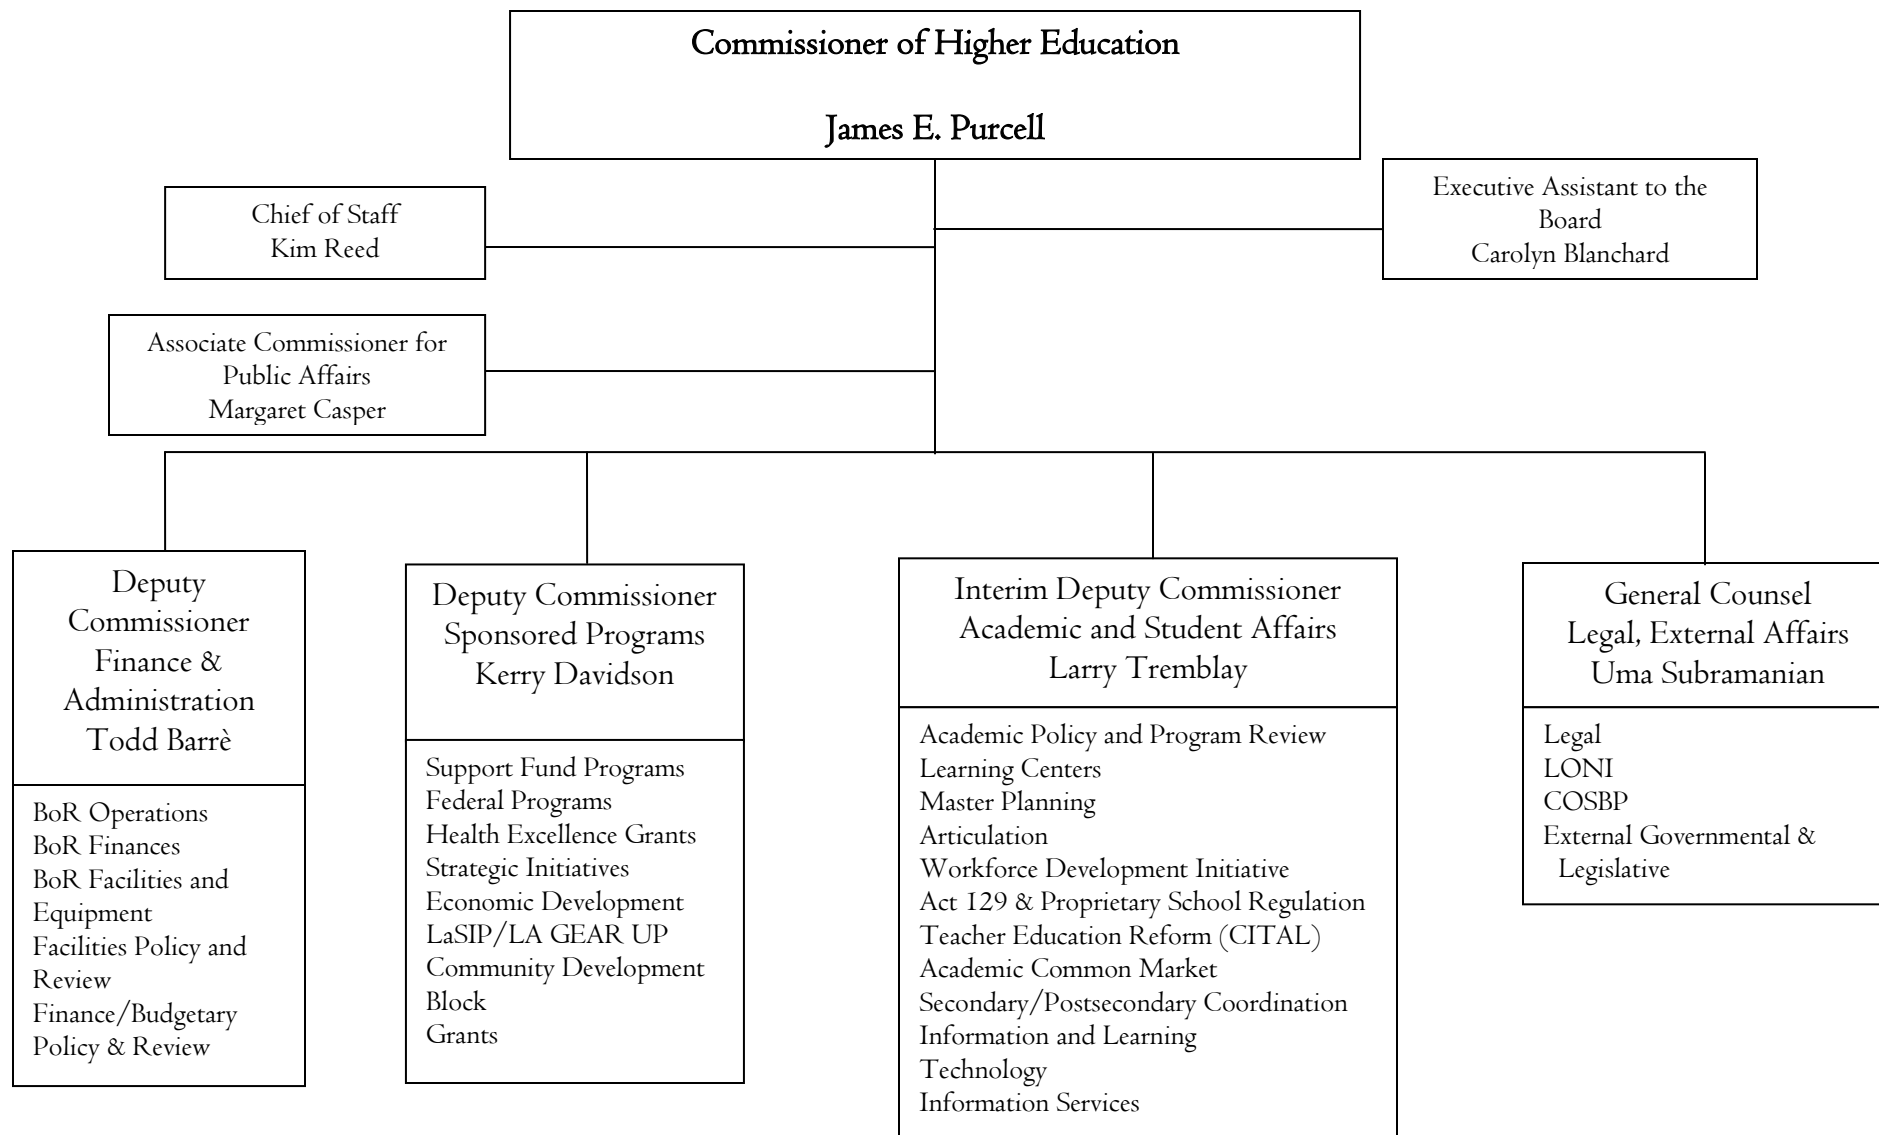 Commissioner of Higher Education
James E. Purcell
Chief of Staff
Kim Reed
Executive Assistant to the
Board
Carolyn Blanchard
Associate Commissioner for
Public Affairs
Margaret Casper
Deputy
Commissioner
Finance &
Administration
Todd Barrè
BoR Operations
BoR Finances
BoR Facilities and
Equipment
Facilities Policy and
Review
Finance/Budgetary
Policy & Review
Deputy Commissioner
Sponsored Programs
Kerry Davidson
Support Fund Programs
Federal Programs
Health Excellence Grants
Strategic Initiatives
Economic Development
LaSIP/LA GEAR UP
Community Development
Block
Grants
Interim Deputy Commissioner
Academic and Student Affairs
Larry Tremblay
Academic Policy and Program Review
Learning Centers
Master Planning
Articulation
Workforce Development Initiative
Act 129 & Proprietary School Regulation
Teacher Education Reform (CITAL)
Academic Common Market
Secondary/Postsecondary Coordination
Information and Learning
Technology
Information Services
General Counsel
Legal, External Affairs
Uma Subramanian
Legal
LONI
COSBP
External Governmental &
Legislative